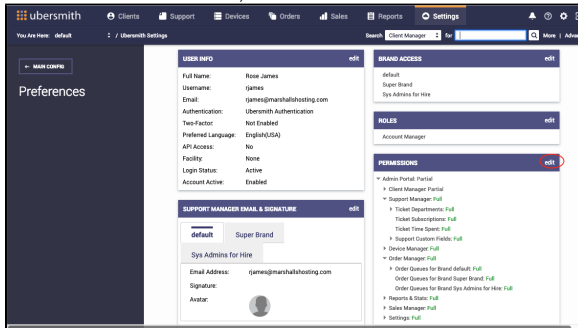 ubersmith
Clients
Support
Devices
Orders
Sales
Reports
Settings
You Are Here: default / Ubersmith Settings
Search Client Manager for
More | Advan
← MAIN CONFIG
Preferences
USER INFO edit
Full Name: Rose James
Username: rjames
Email: rjames@marshallshosting.com
Authentication: Ubersmith Authentication
Two-Factor: Not Enabled
Preferred Language: English(USA)
API Access: No
Facility: None
Login Status: Active
Account Active: Enabled
SUPPORT MANAGER EMAIL & SIGNATURE edit
default Super Brand
Sys Admins for Hire
Email Address: rjames@marshallshosting.com
Signature:
Avatar:
BRAND ACCESS edit
default
Super Brand
Sys Admins for Hire
ROLES edit
Account Manager
PERMISSIONS edit
Admin Portal: Partial
Client Manager: Partial
Support Manager: Full
Ticket Departments: Full
Ticket Subscriptions: Full
Ticket Time Spent: Full
Support Custom Fields: Full
Device Manager: Full
Order Manager: Full
Order Queues for Brand default: Full
Order Queues for Brand Super Brand: Full
Order Queues for Brand Sys Admins for Hire: Full
Reports & Stats: Full
Sales Manager: Full
Settings: Full